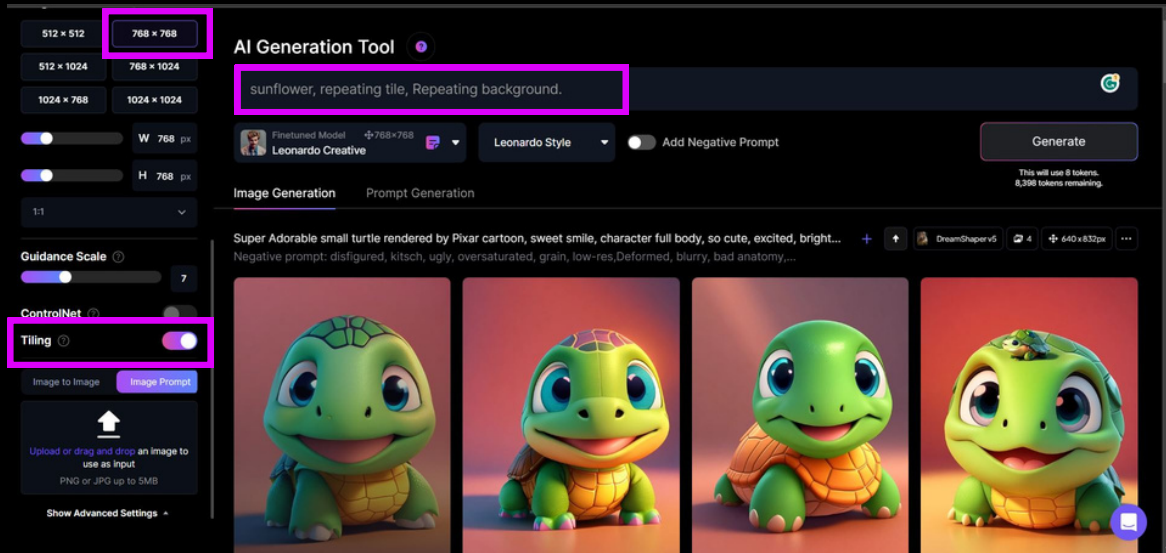 512 × 512
768 × 768
512 × 1024
768 × 1024
1024 × 768
1024 × 1024
W 768 px
H 768 px
1:1
Guidance Scale ?
7
ControlNet ?
Tiling ?
Image to Image
Image Prompt
Upload or drag and drop an image to
use as input
PNG or JPG up to 5MB
Show Advanced Settings
AI Generation Tool ?
sunflower, repeating tile, Repeating background.
Finetuned Model 768×768
Leonardo Creative
Leonardo Style
Add Negative Prompt
Generate
This will use 8 tokens.
8,398 tokens remaining.
Image Generation
Prompt Generation
Super Adorable small turtle rendered by Pixar cartoon, sweet smile, character full body, so cute, excited, bright...
DreamShaperv5
4
640x832px
Negative prompt: disfigured, kitsch, ugly, oversaturated, grain, low-res,Deformed, blurry, bad anatomy,...